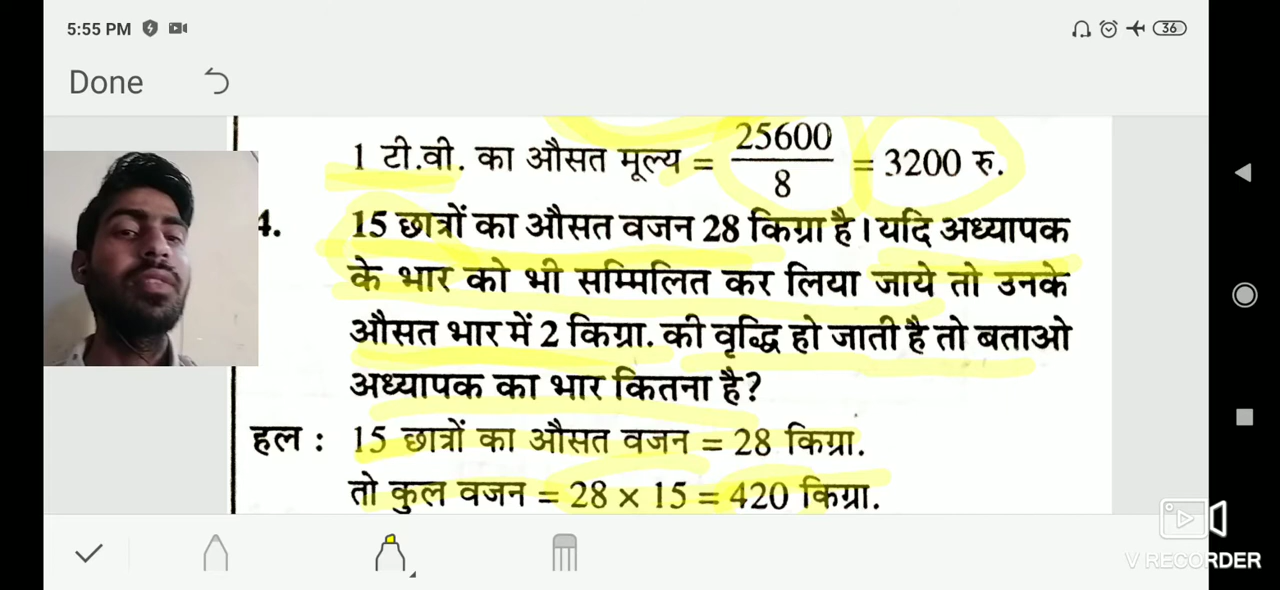 5:55 PM
36
Done
1 टी.वी. का औसत मूल्य = 25600/8 = 3200 रु.
4. 15 छात्रों का औसत वजन 28 किग्रा है। यदि अध्यापक
के भार को भी सम्मिलित कर लिया जाये तो उनके
औसत भार में 2 किग्रा. की वृद्धि हो जाती है तो बताओ
अध्यापक का भार कितना है?
हल : 15 छात्रों का औसत वजन = 28 किग्रा.
तो कुल वजन = 28 × 15 = 420 किग्रा.
V RECORDER